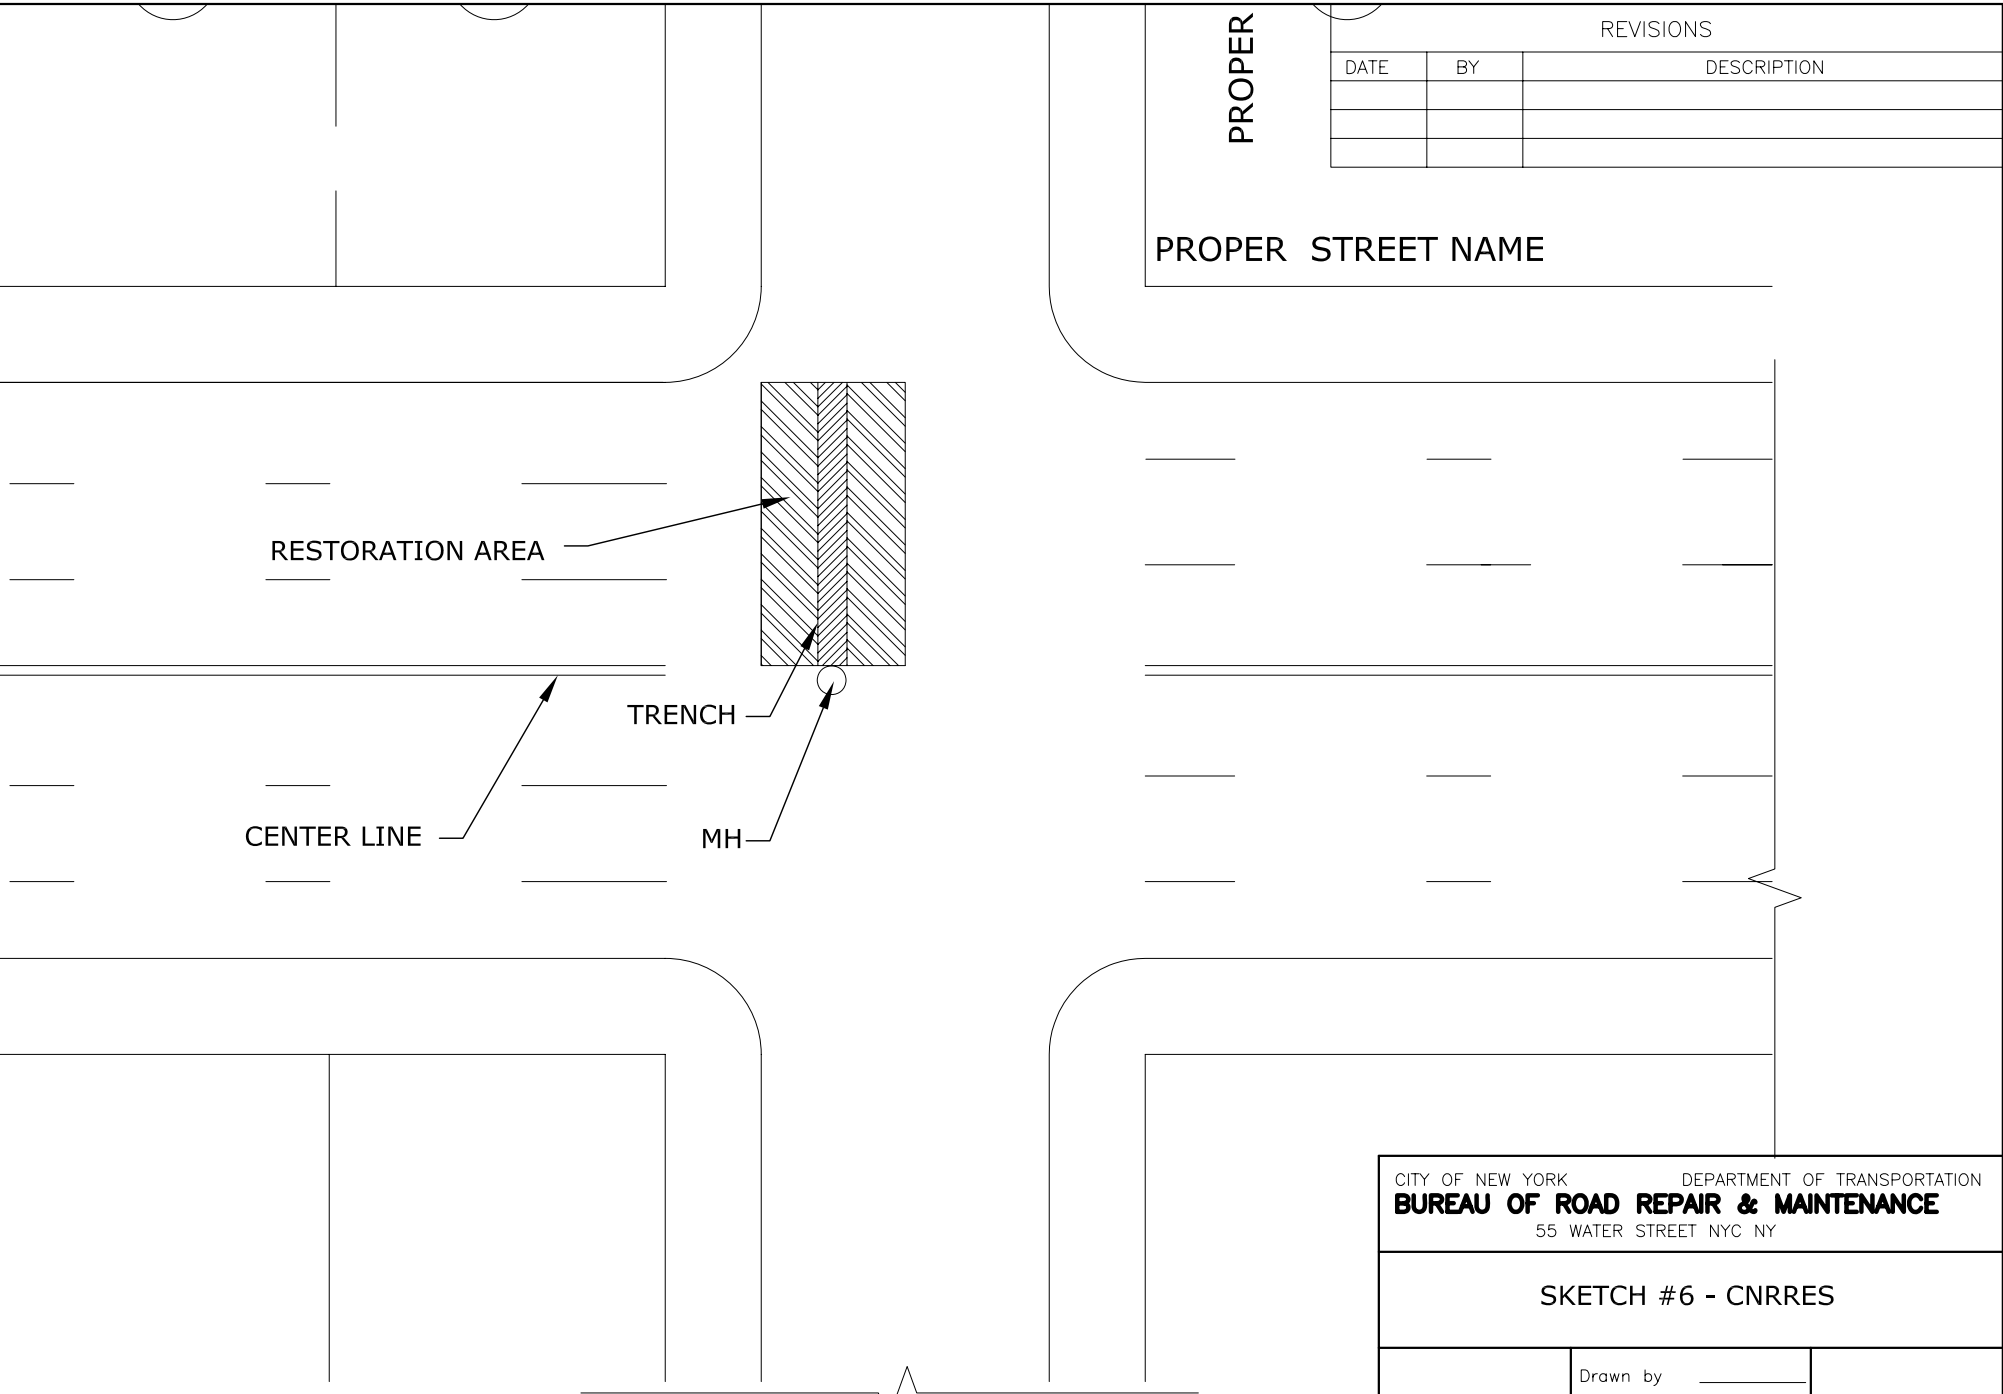 PROPER
REVISIONS
DATE BY DESCRIPTION
PROPER STREET NAME
RESTORATION AREA
TRENCH
CENTER LINE
MH
CITY OF NEW YORK DEPARTMENT OF TRANSPORTATION
BUREAU OF ROAD REPAIR & MAINTENANCE
55 WATER STREET NYC NY
SKETCH #6 - CNRRES
Drawn by